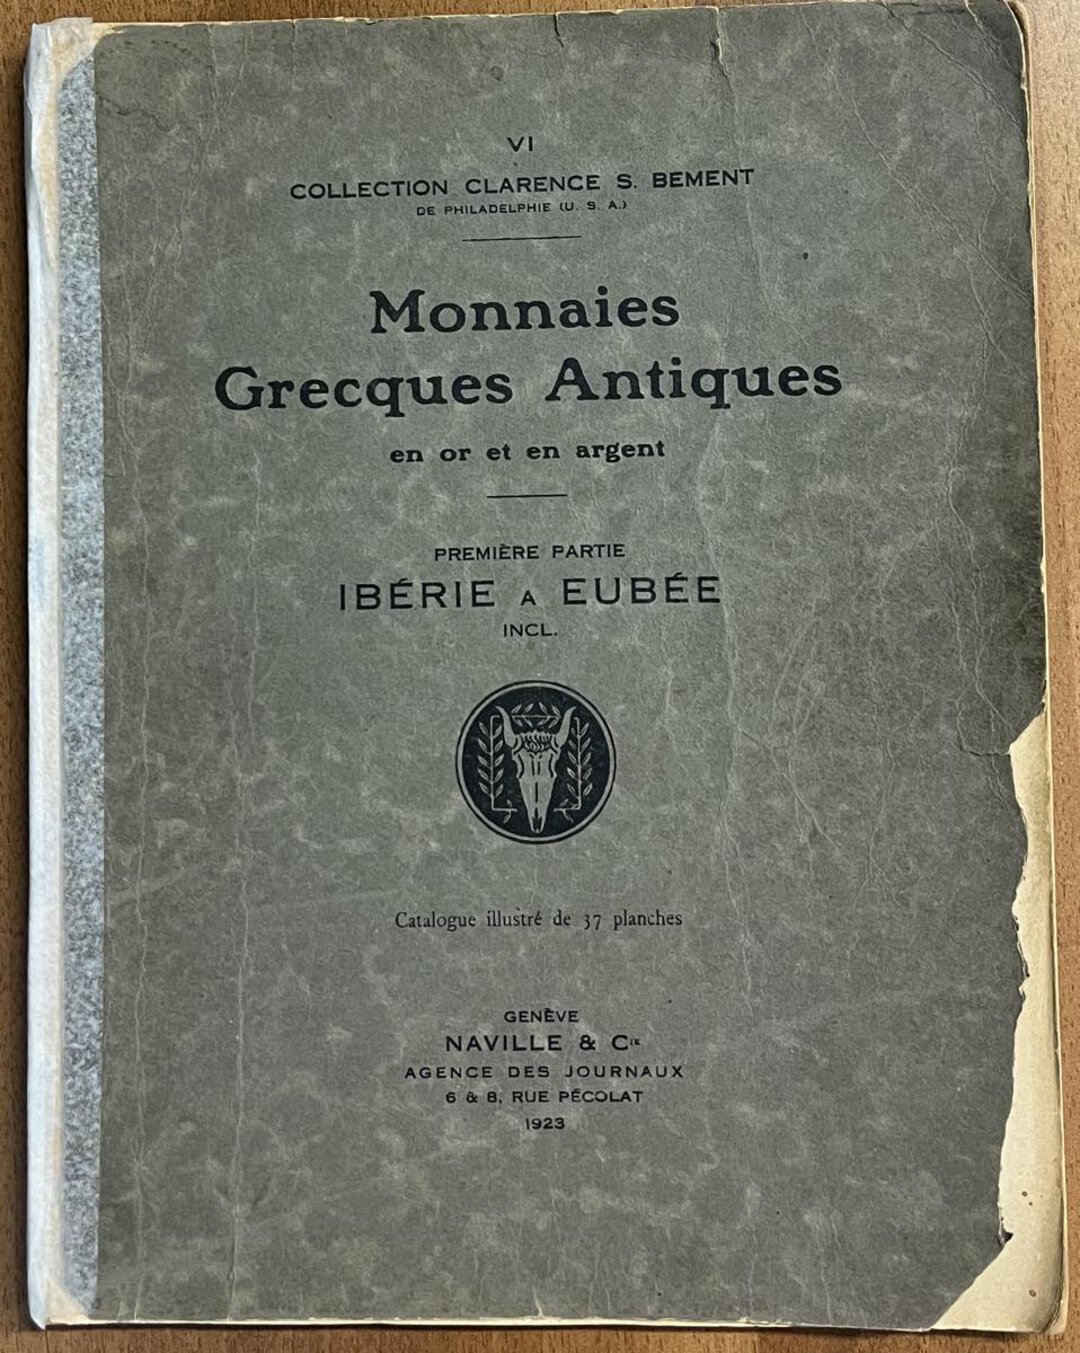 VI
COLLECTION CLARENCE S. BEMENT
DE PHILADELPHIE (U. S. A.)
Monnaies
Grecques Antiques
en or et en argent
PREMIÈRE PARTIE
IBÉRIE A EUBÉE
INCL.
Catalogue illustré de 37 planches
GENÈVE
NAVILLE & CIE
AGENCE DES JOURNAUX
6 & 8, RUE PÉCOLAT
1923